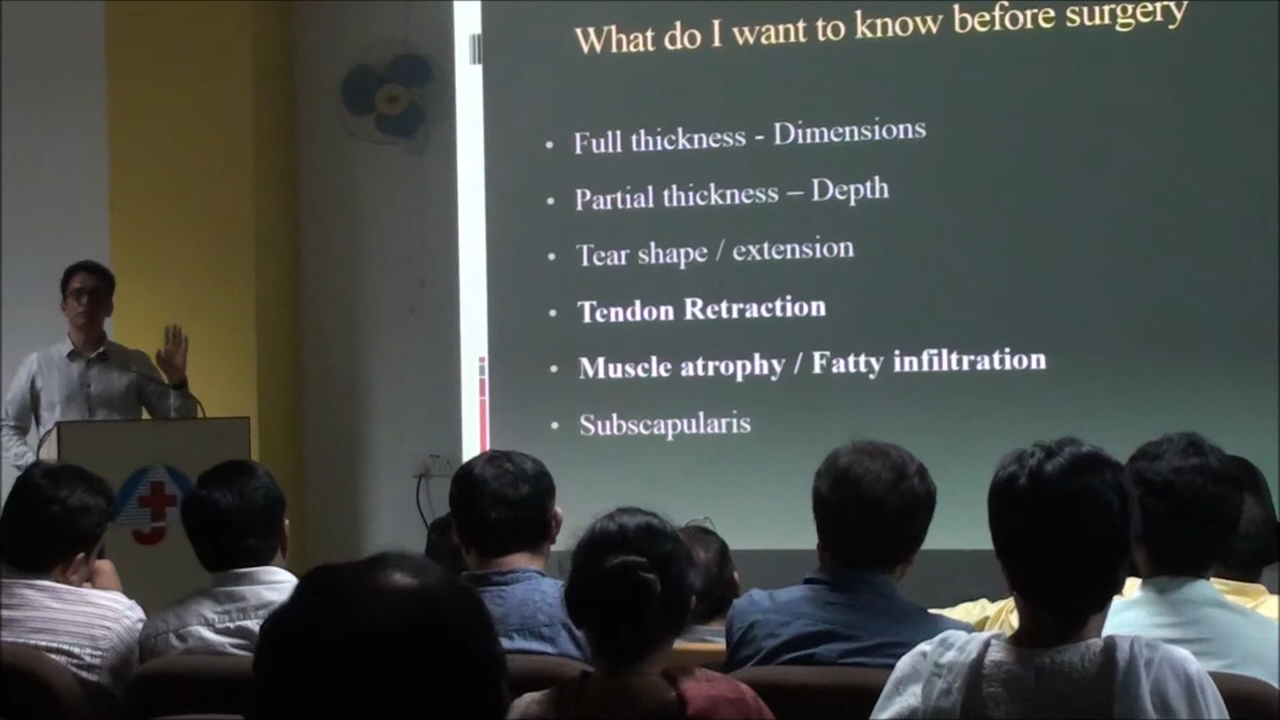 What do I want to know before surgery
• Full thickness - Dimensions
• Partial thickness – Depth
• Tear shape / extension
• Tendon Retraction
• Muscle atrophy / Fatty infiltration
• Subscapularis